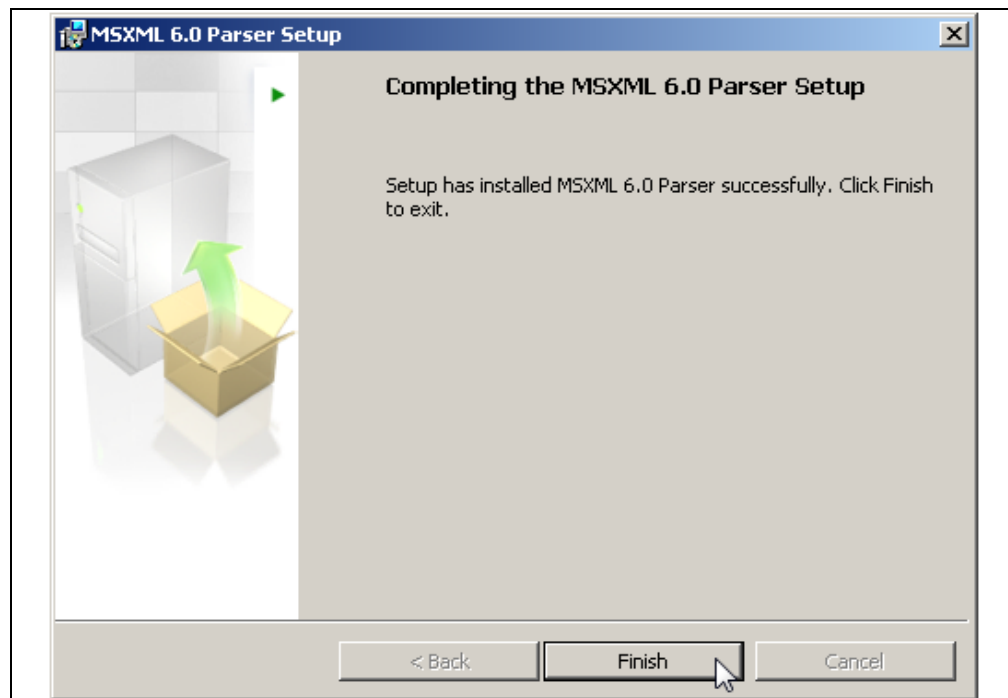 MSXML 6.0 Parser Setup
Completing the MSXML 6.0 Parser Setup
Setup has installed MSXML 6.0 Parser successfully. Click Finish
to exit.
< Back
Finish
Cancel